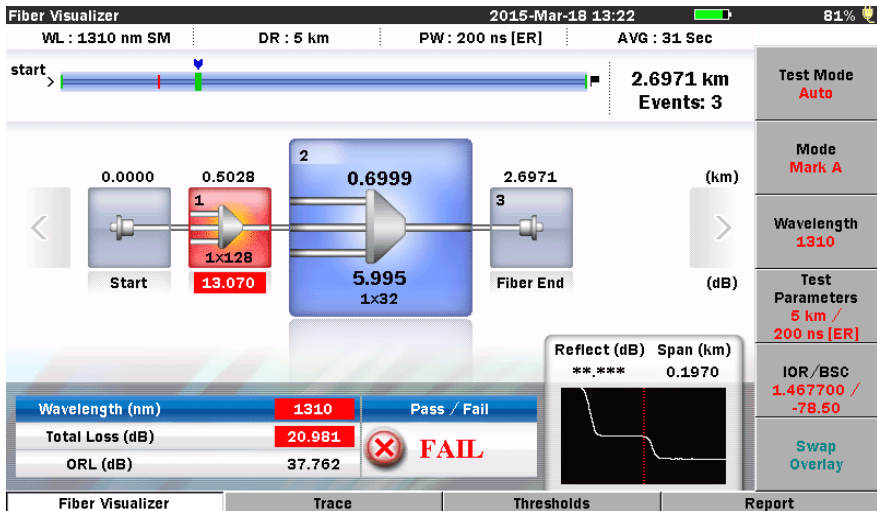 Fiber Visualizer 2015-Mar-18 13:22 81%
WL : 1310 nm SM DR : 5 km PW : 200 ns [ER] AVG : 31 Sec
start
2.6971 km
Events: 3
0.0000 0.5028 2 0.6999 2.6971 (km)
1 3
1x128
Start 13.070 5.995 Fiber End (dB)
1x32
Reflect (dB) Span (km)
**.*** 0.1970
Wavelength (nm) 1310 Pass / Fail
Total Loss (dB) 20.981 FAIL
ORL (dB) 37.762
Test Mode
Auto
Mode
Mark A
Wavelength
1310
Test
Parameters
5 km /
200 ns [ER]
IOR/BSC
1.467700 /
-78.50
Swap
Overlay
Fiber Visualizer Trace Thresholds Report